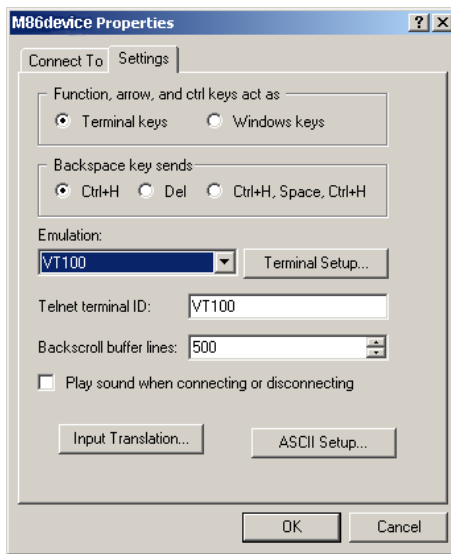 M86device Properties
Connect To Settings
Function, arrow, and ctrl keys act as
Terminal keys Windows keys
Backspace key sends
Ctrl+H Del Ctrl+H, Space, Ctrl+H
Emulation:
VT100 Terminal Setup...
Telnet terminal ID: VT100
Backscroll buffer lines: 500
Play sound when connecting or disconnecting
Input Translation... ASCII Setup...
OK Cancel